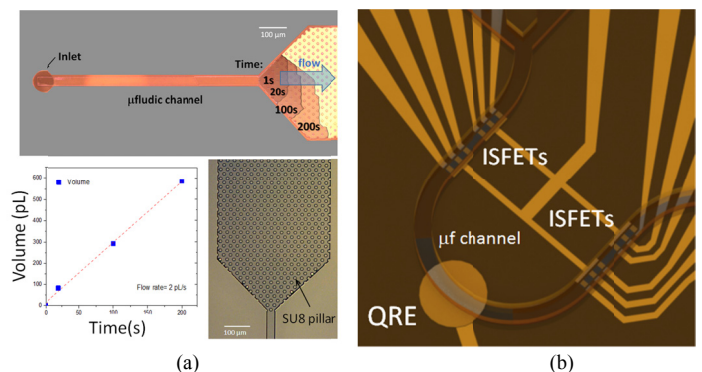 (a)
100 μm
Inlet
Time:
flow
1s
20s
100s
200s
μfludic channel
600
500
400
300
200
100
0
Volume (pL)
Volume
Flow rate= 2 pL/s
0
50
100
150
200
Time(s)
SU8 pillar
100 μm
(a)
b)
ISFETs
ISFETs
μf channel
QRE
(b)